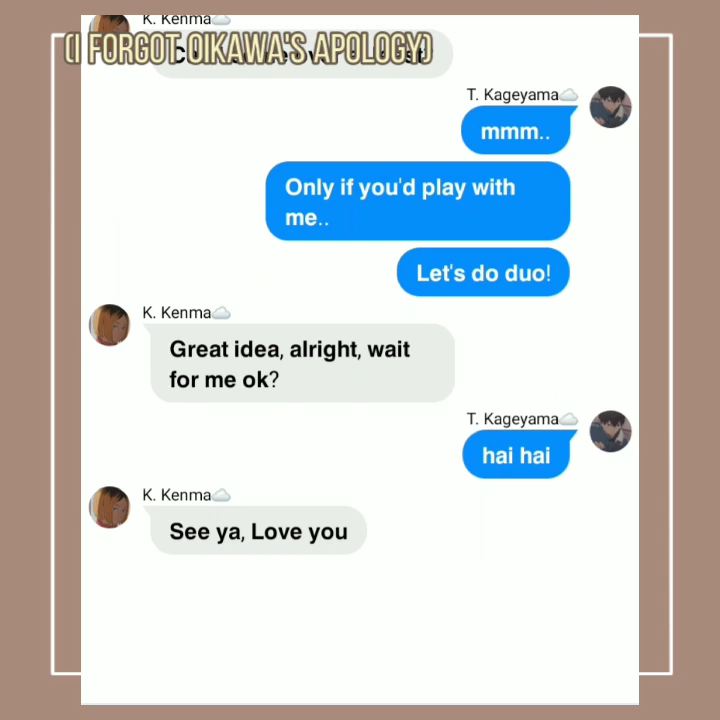 K. Kenma☁️
(I FORGOT OIKAWA'S APOLOGY)
T. Kageyama☁️
mmm..
Only if you'd play with
me..
Let's do duo!
K. Kenma☁️
Great idea, alright, wait
for me ok?
T. Kageyama☁️
hai hai
K. Kenma☁️
See ya, Love you